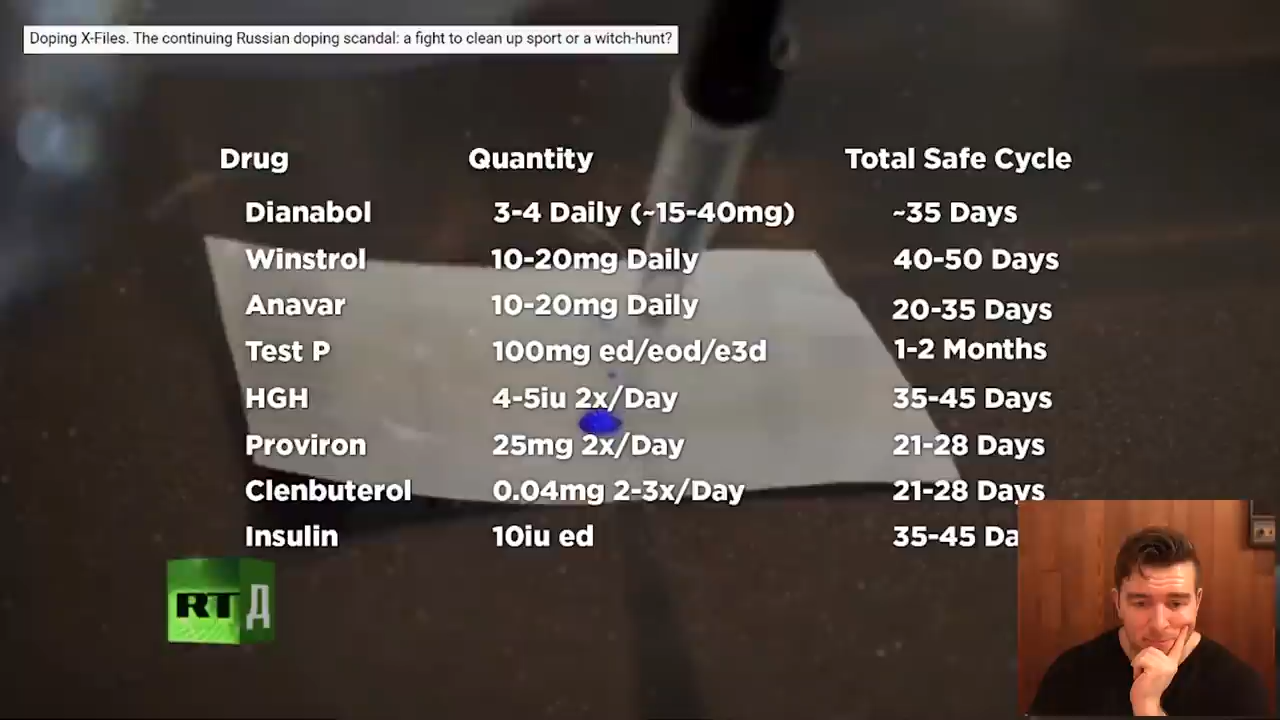 Doping X-Files. The continuing Russian doping scandal: a fight to clean up sport or a witch-hunt?
Drug Quantity Total Safe Cycle
Dianabol 3-4 Daily (~15-40mg) ~35 Days
Winstrol 10-20mg Daily 40-50 Days
Anavar 10-20mg Daily 20-35 Days
Test P 100mg ed/eod/e3d 1-2 Months
HGH 4-5iu 2x/Day 35-45 Days
Proviron 25mg 2x/Day 21-28 Days
Clenbuterol 0.04mg 2-3x/Day 21-28 Days
Insulin 10iu ed 35-45 Da
RT Д